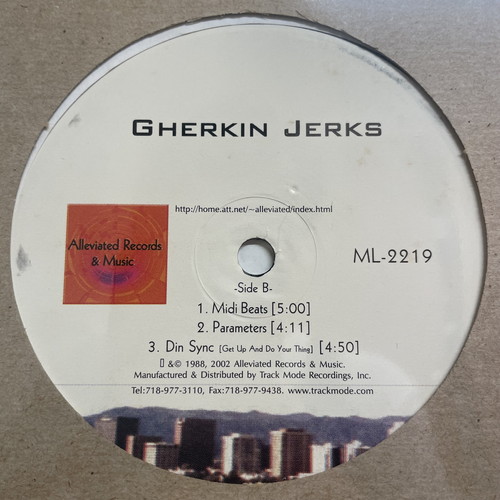 GHERKIN JERKS
http://home.att.net/~alleviated/index.html
Alleviated Records
& Music
ML-2219
-Side B-
1. Midi Beats [5:00]
2. Parameters [4:11]
3. Din Sync [Get Up And Do Your Thing] [4:50]
&© 1988, 2002 Alleviated Records & Music.
Manufactured & Distributed by Track Mode Recordings, Inc.
Tel:718-977-3110, Fax:718-977-9438. www.trackmode.com